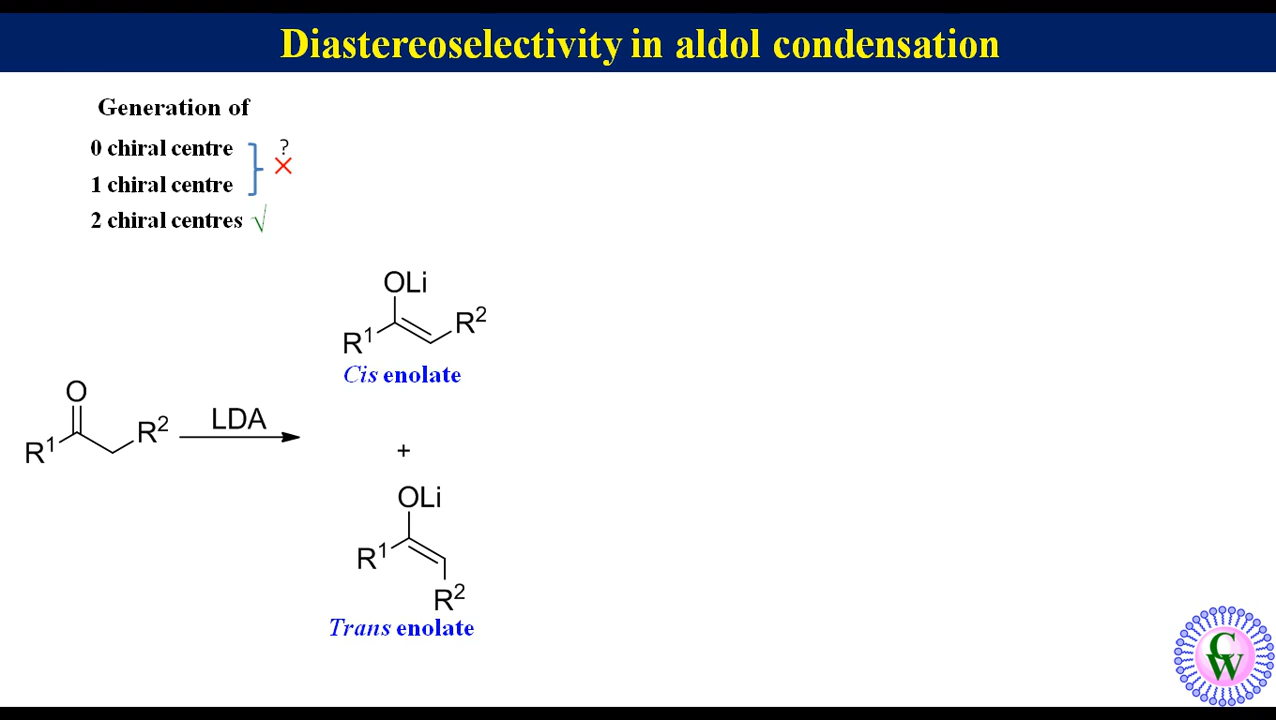 Diastereoselectivity in aldol condensation
Generation of
0 chiral centre
?
×
1 chiral centre
2 chiral centres √
OLi
R¹
R²
Cis enolate
O
R¹
R²
LDA
+
OLi
R¹
R²
Trans enolate
CW